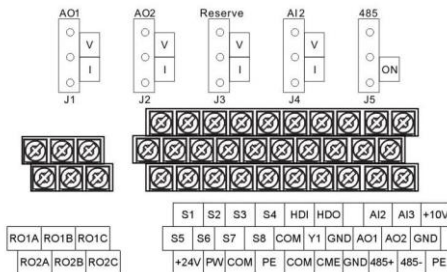 AO1 AO2 Reserve AI2 485
V V V V
I I I I ON
J1 J2 J3 J4 J5
S1 S2 S3 S4 HDI HDO AI2 AI3 +10V
RO1A RO1B RO1C S5 S6 S7 S8 COM Y1 GND AO1 AO2 GND
RO2A RO2B RO2C +24V PW COM PE COM CME GND 485+ 485- PE